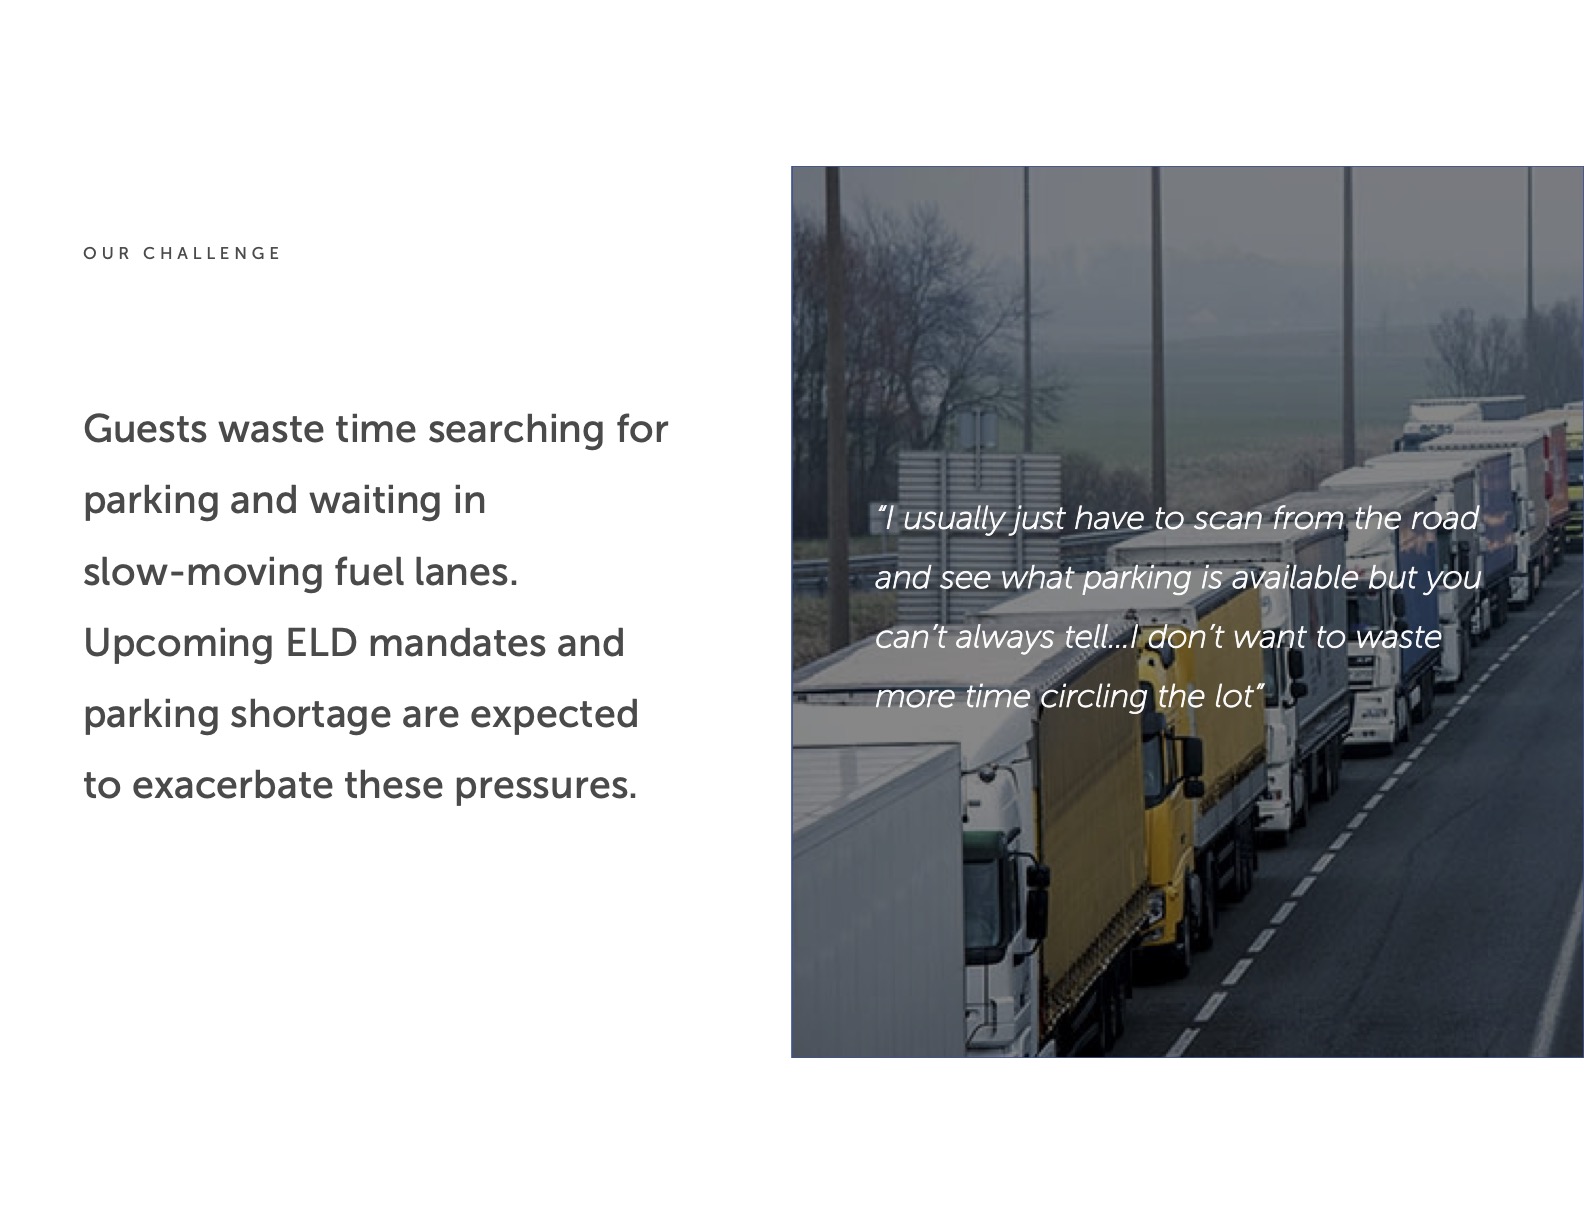 OUR CHALLENGE
Guests waste time searching for
parking and waiting in
slow-moving fuel lanes.
Upcoming ELD mandates and
parking shortage are expected
to exacerbate these pressures.
“I usually just have to scan from the road
and see what parking is available but you
can’t always tell...I don’t want to waste
more time circling the lot”